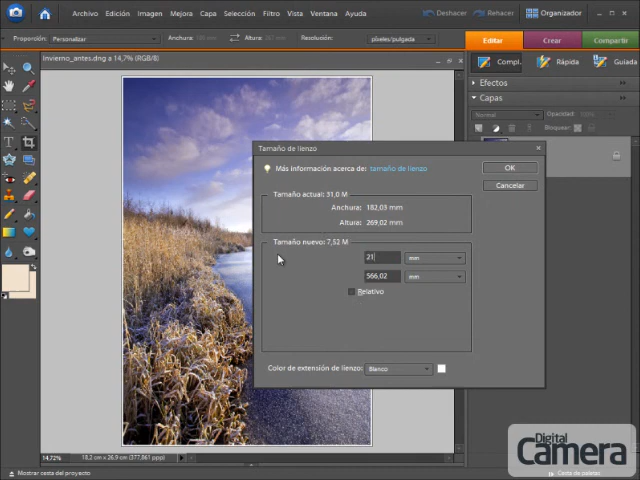 Archivo Edición Imagen Mejora Capa Selección Filtro Vista Ventana Ayuda Deshacer Rehacer Organizador
Proporción: Personalizar Anchura: Altura: Resolución: píxeles/pulgada Editar Crear Compartir
Invierno_antes.dng a 14,7% (RGB/8)
Compl. Rápida Guiada
Efectos
Capas
Normal Opacidad:
Bloquear:
Tamaño de lienzo
Más información acerca de: tamaño de lienzo
OK
Cancelar
Tamaño actual: 31,0 M
Anchura: 182,03 mm
Altura: 269,02 mm
Tamaño nuevo: 7,52 M
21 mm
566,02 mm
Relativo
Color de extensión de lienzo: Blanco
14,72% 18,2 cm x 26,9 cm (377,861 ppp)
Mostrar cesta del proyecto
Cesta de paletas
Digital
Camera